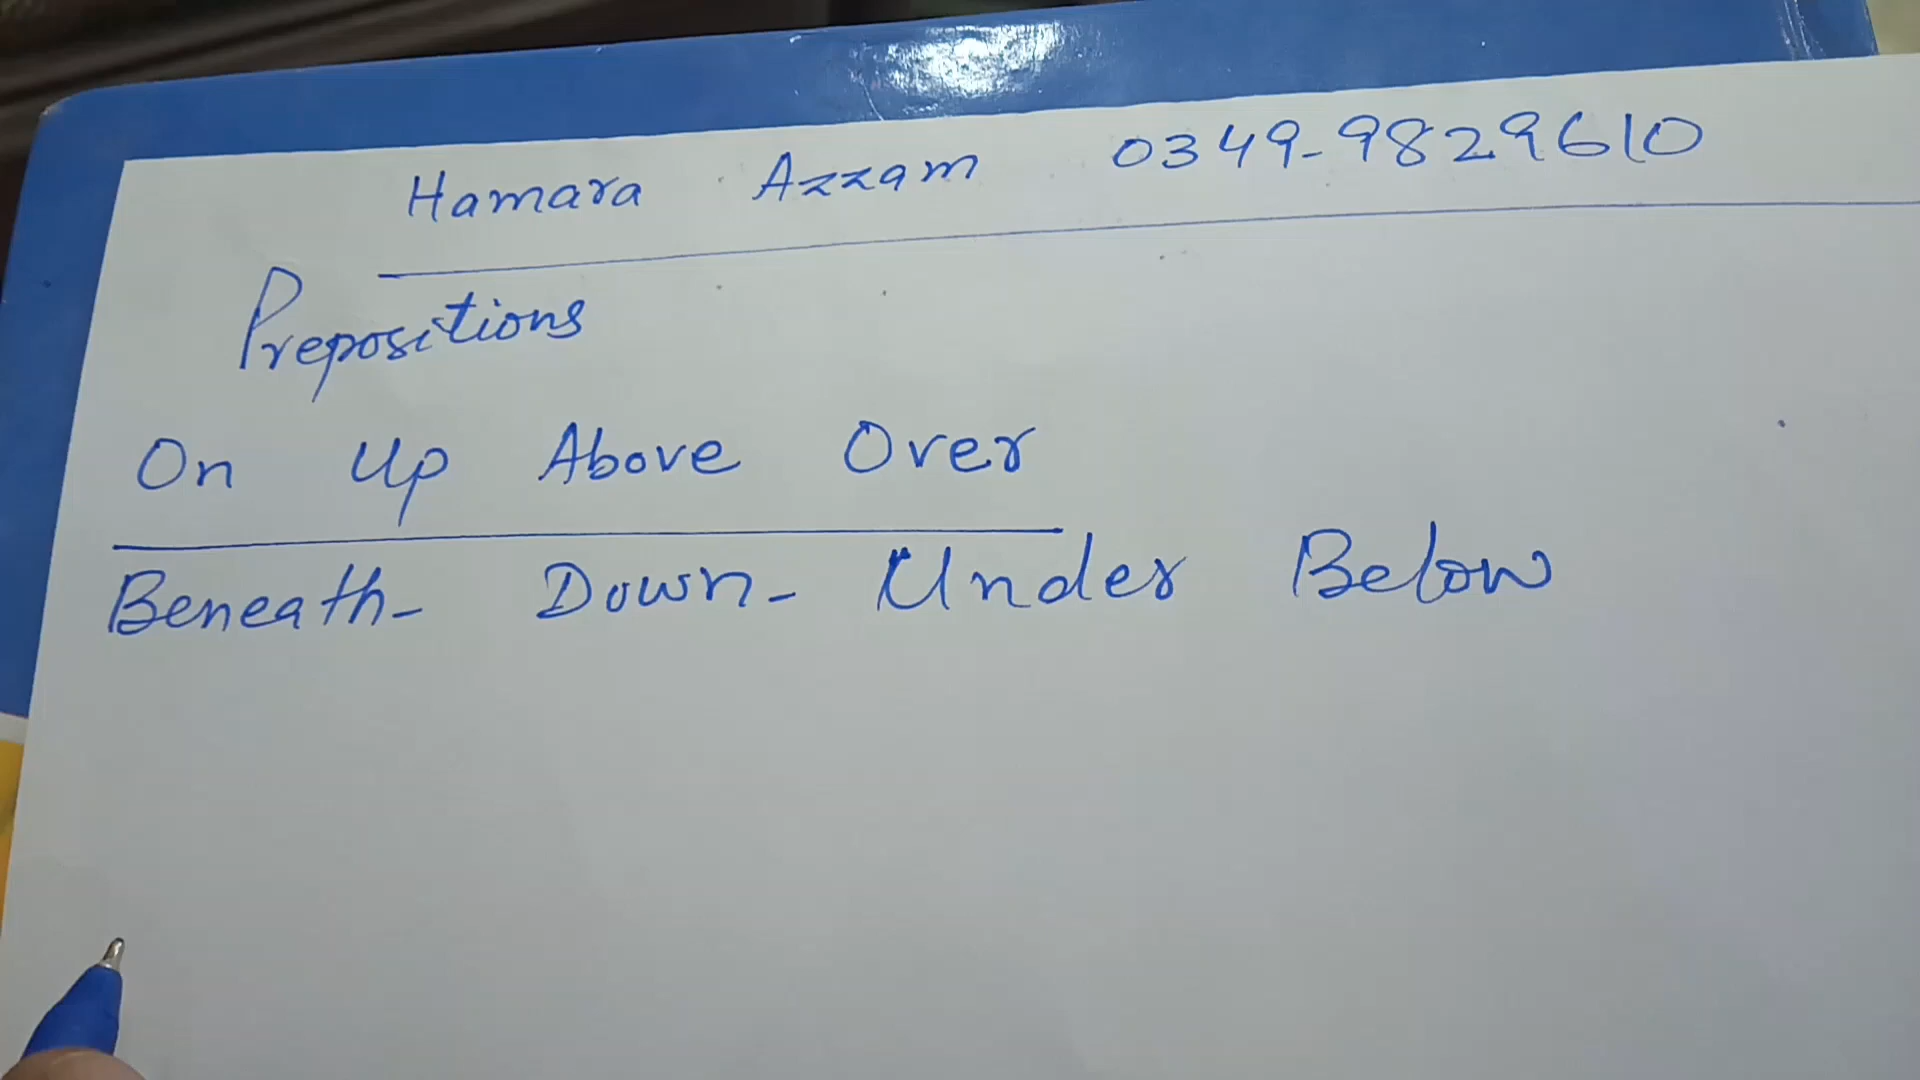 Hamara Azzam 0349-9829610
Prepositions
On Up Above Over
Beneath- Down- Under Below